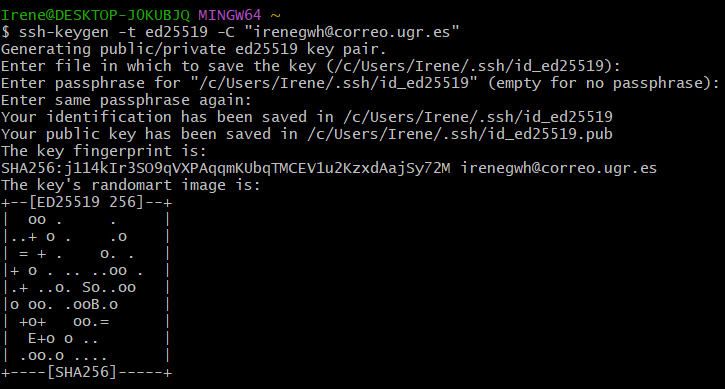 Irene@DESKTOP-JOKUBJQ MINGW64 ~
$ ssh-keygen -t ed25519 -C "irenegwh@correo.ugr.es"
Generating public/private ed25519 key pair.
Enter file in which to save the key (/c/Users/Irene/.ssh/id_ed25519):
Enter passphrase for "/c/Users/Irene/.ssh/id_ed25519" (empty for no passphrase):
Enter same passphrase again:
Your identification has been saved in /c/Users/Irene/.ssh/id_ed25519
Your public key has been saved in /c/Users/Irene/.ssh/id_ed25519.pub
The key fingerprint is:
SHA256:j114kIr3SO9qVXPAqqmKUbqTMCEV1u2KzxdAajSy72M irenegwh@correo.ugr.es
The key's randomart image is:
+--[ED25519 256]--+
|  oo .     .     |
|..+ o .    .o    |
| = + .    o. .   |
|+ o . .. ..oo .  |
|.+ ..o. So..oo   |
|o oo. .ooB.o     |
| +o+   oo.=      |
|  E+o o ..       |
| .oo.o ....      |
+----[SHA256]-----+